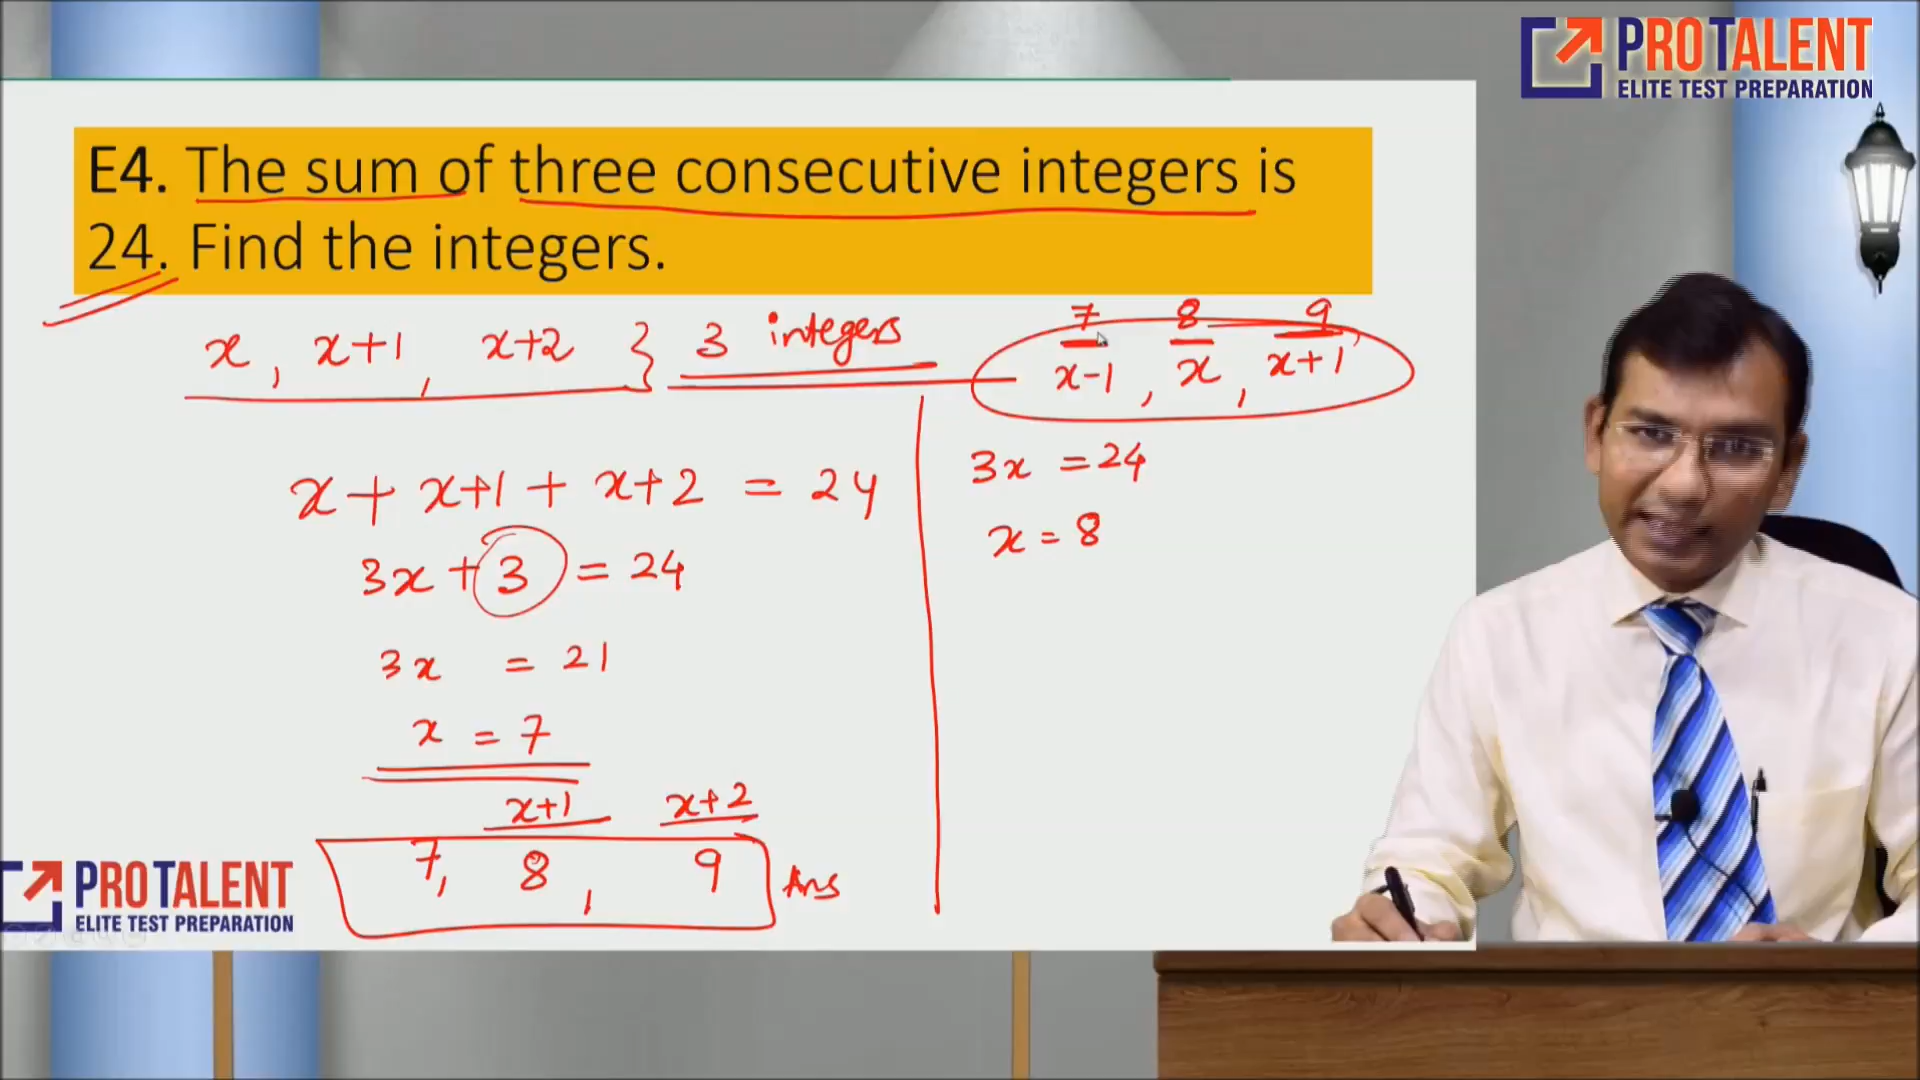 PROTALENT
ELITE TEST PREPARATION
E4. The sum of three consecutive integers is
24. Find the integers.
x, x+1, x+2 } 3 integers
7 8 9
x-1, x, x+1
x + x+1 + x+2 = 24
3x + 3 = 24
3x = 21
x = 7
x+1 x+2
7, 8, 9 Ans
3x = 24
x = 8
PROTALENT
ELITE TEST PREPARATION